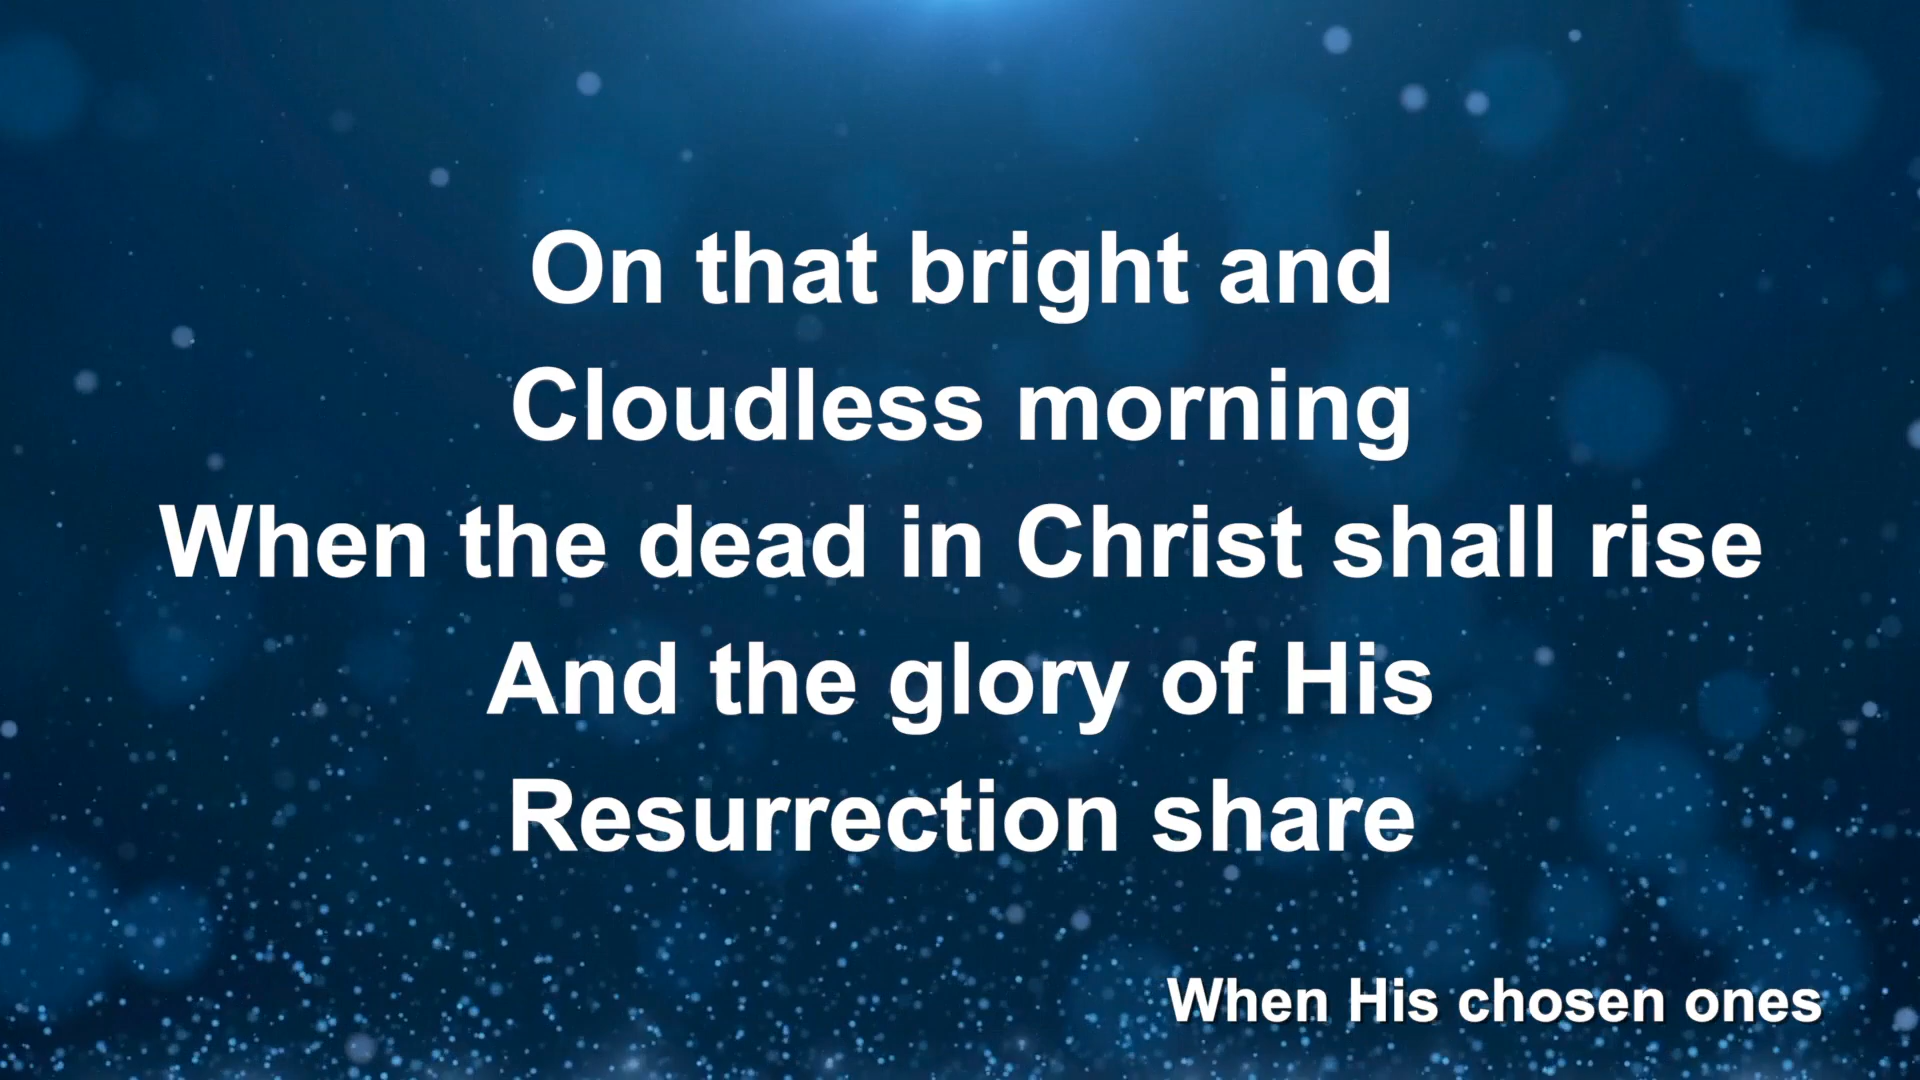 On that bright and
Cloudless morning
When the dead in Christ shall rise
And the glory of His
Resurrection share
When His chosen ones